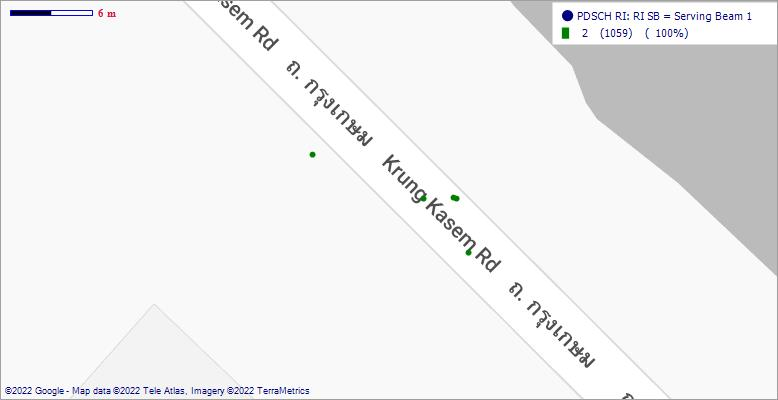 6 m
PDSCH RI: RI SB = Serving Beam 1
2 (1059) ( 100%)
sem Rd
ถ. กรุงเกษม
Krung Kasem Rd
ถ. กรุงเกษม
©2022 Google - Map data ©2022 Tele Atlas, Imagery ©2022 TerraMetrics